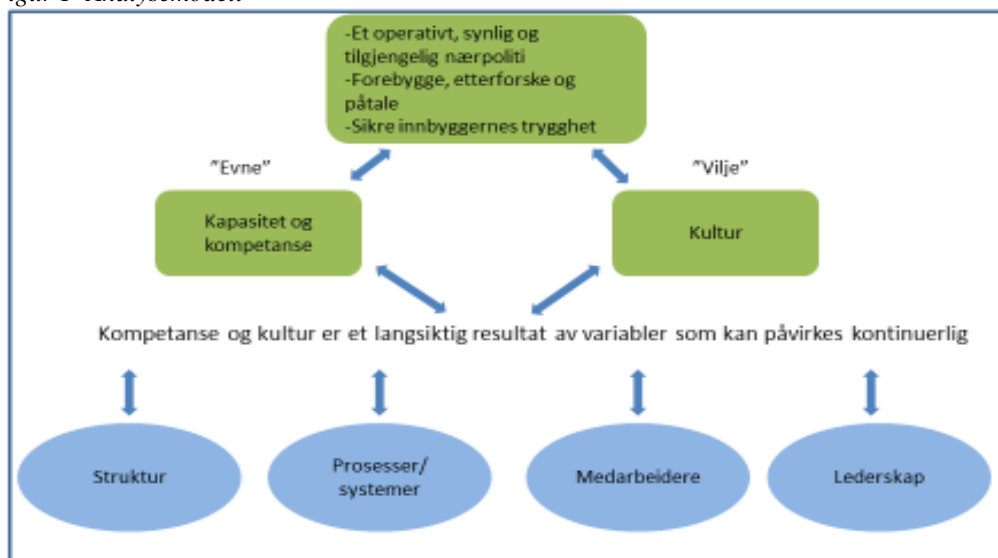 Analysemodell
-Et operativt, synlig og
tilgjengelig nærpoliti
-Forebygge, etterforske og
påtale
-Sikre innbyggernes trygghet
"Evne"
"Vilje"
Kapasitet og
kompetanse
Kultur
Kompetanse og kultur er et langsiktig resultat av variabler som kan påvirkes kontinuerlig
Struktur
Prosesser/
systemer
Medarbeidere
Lederskap